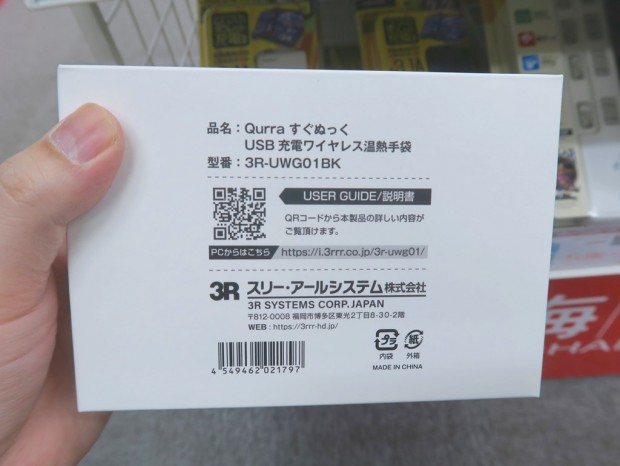 品名：Qurra すぐぬっく
USB 充電ワイヤレス温熱手袋
型番：3R-UWG01BK
USER GUIDE/説明書
QRコードから本製品の詳しい内容が
ご覧頂けます。
PCからはこちら https://i.3rrr.co.jp/3r-uwg01/
3R スリー・アールシステム株式会社
3R SYSTEMS CORP.JAPAN
〒812-0008 福岡市博多区東光2丁目8-30-2階
WEB : https://3rrr-hd.jp/
プラ 紙
内袋 外箱
4 549462 021797
MADE IN CHINA
毎
HA